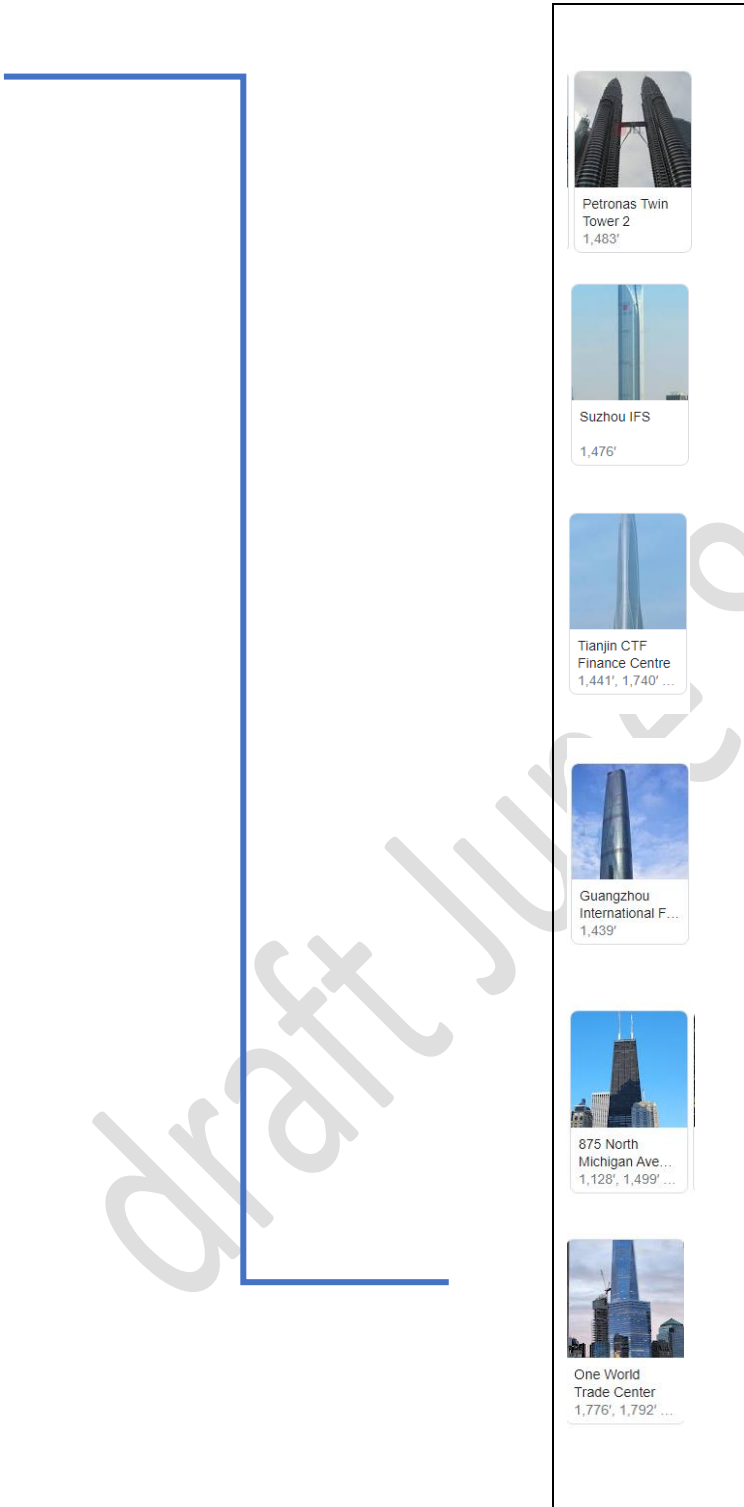 Petronas Twin
Tower 2
1,483′
Suzhou IFS
1,476′
Tianjin CTF
Finance Centre
1,441′, 1,740′ ...
Guangzhou
International F...
1,439′
875 North
Michigan Ave...
1,128′, 1,499′ ...
One World
Trade Center
1,776′, 1,792′ ...
draft June